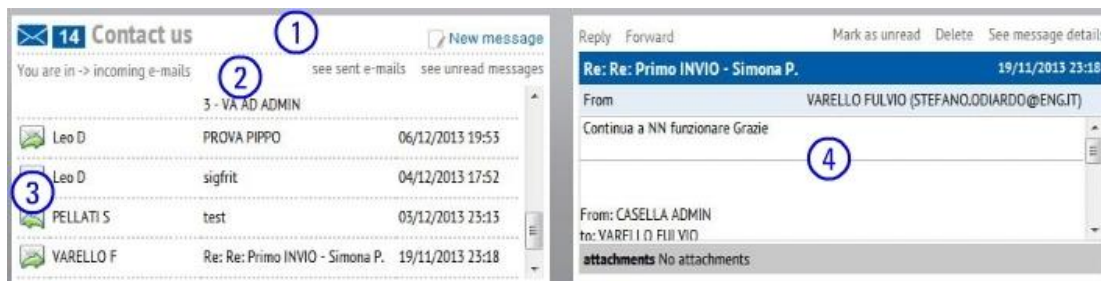 14 Contact us
1
New message
You are in -> incoming e-mails
2
see sent e-mails see unread messages
3 - VA AD ADMIN
Leo D PROVA PIPPO 06/12/2013 19:53
Leo D sigfrit 04/12/2013 17:52
3
PELLATI S test 03/12/2013 23:13
VARELLO F Re: Re: Primo INVIO - Simona P. 19/11/2013 23:18
Reply Forward Mark as unread Delete See message details
Re: Re: Primo INVIO - Simona P. 19/11/2013 23:18
From VARELLO FULVIO (STEFANO.ODIARDO@ENG.IT)
Continua a NN funzionare Grazie
4
From: CASELLA ADMIN
to: VARELLO FULVIO
attachments No attachments